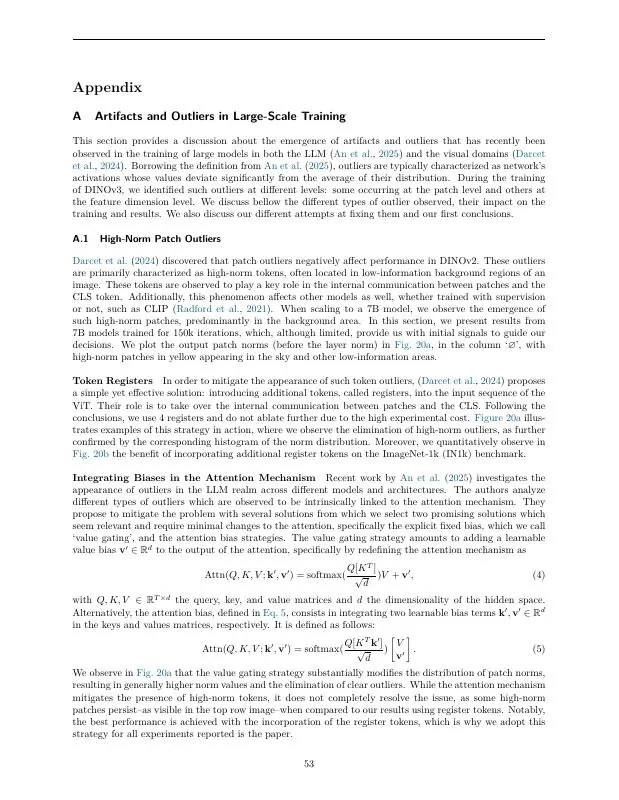 Appendix
A Artifacts and Outliers in Large-Scale Training
This section provides a discussion about the emergence of artifacts and outliers that has recently been
observed in the training of large models in both the LLM (An et al., 2025) and the visual domains (Darcet
et al., 2024). Borrowing the definition from An et al. (2025), outliers are typically characterized as network's
activations whose values deviate significantly from the average of their distribution. During the training
of DINOv3, we identified such outliers at different levels: some occurring at the patch level and others at
the feature dimension level. We discuss bellow the different types of outlier observed, their impact on the
training and results. We also discuss our different attempts at fixing them and our first conclusions.
A.1 High-Norm Patch Outliers
Darcet et al. (2024) discovered that patch outliers negatively affect performance in DINOv2. These outliers
are primarily characterized as high-norm tokens, often located in low-information background regions of an
image. These tokens are observed to play a key role in the internal communication between patches and the
CLS token. Additionally, this phenomenon affects other models as well, whether trained with supervision
or not, such as CLIP (Radford et al., 2021). When scaling to a 7B model, we observe the emergence of
such high-norm patches, predominantly in the background area. In this section, we present results from
7B models trained for 150k iterations, which, although limited, provide us with initial signals to guide our
decisions. We plot the output patch norms (before the layer norm) in Fig. 20a, in the column ‘∅’, with
high-norm patches in yellow appearing in the sky and other low-information areas.
Token Registers In order to mitigate the appearance of such token outliers, (Darcet et al., 2024) proposes
a simple yet effective solution: introducing additional tokens, called registers, into the input sequence of the
ViT. Their role is to take over the internal communication between patches and the CLS. Following the
conclusions, we use 4 registers and do not ablate further due to the high experimental cost. Figure 20a illus-
trates examples of this strategy in action, where we observe the elimination of high-norm outliers, as further
confirmed by the corresponding histogram of the norm distribution. Moreover, we quantitatively observe in
Fig. 20b the benefit of incorporating additional register tokens on the ImageNet-1k (IN1k) benchmark.
Integrating Biases in the Attention Mechanism Recent work by An et al. (2025) investigates the
appearance of outliers in the LLM realm across different models and architectures. The authors analyze
different types of outliers which are observed to be intrinsically linked to the attention mechanism. They
propose to mitigate the problem with several solutions from which we select two promising solutions which
seem relevant and require minimal changes to the attention, specifically the explicit fixed bias, which we call
‘value gating’, and the attention bias strategies. The value gating strategy amounts to adding a learnable
value bias v′ ∈ ℝᵈ to the output of the attention, specifically by redefining the attention mechanism as
Attn(Q, K, V; k′, v′) = softmax(Q[Kᵀ]/√d)V + v′, (4)
with Q, K, V ∈ ℝᵀˣᵈ the query, key, and value matrices and d the dimensionality of the hidden space.
Alternatively, the attention bias, defined in Eq. 5, consists in integrating two learnable bias terms k′, v′ ∈ ℝᵈ
in the keys and values matrices, respectively. It is defined as follows:
Attn(Q, K, V; k′, v′) = softmax(Q[Kᵀk′]/√d) [V v′]. (5)
We observe in Fig. 20a that the value gating strategy substantially modifies the distribution of patch norms,
resulting in generally higher norm values and the elimination of clear outliers. While the attention mechanism
mitigates the presence of high-norm tokens, it does not completely resolve the issue, as some high-norm
patches persist–as visible in the top row image–when compared to our results using register tokens. Notably,
the best performance is achieved with the incorporation of the register tokens, which is why we adopt this
strategy for all experiments reported is the paper.
53